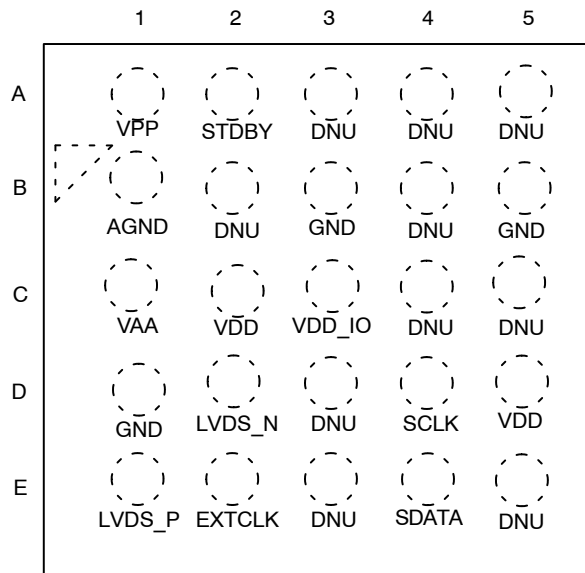 1 2 3 4 5
A
VPP STDBY DNU DNU DNU
B
AGND DNU GND DNU GND
C
VAA VDD VDD_IO DNU DNU
D
GND LVDS_N DNU SCLK VDD
E
LVDS_P EXTCLK DNU SDATA DNU